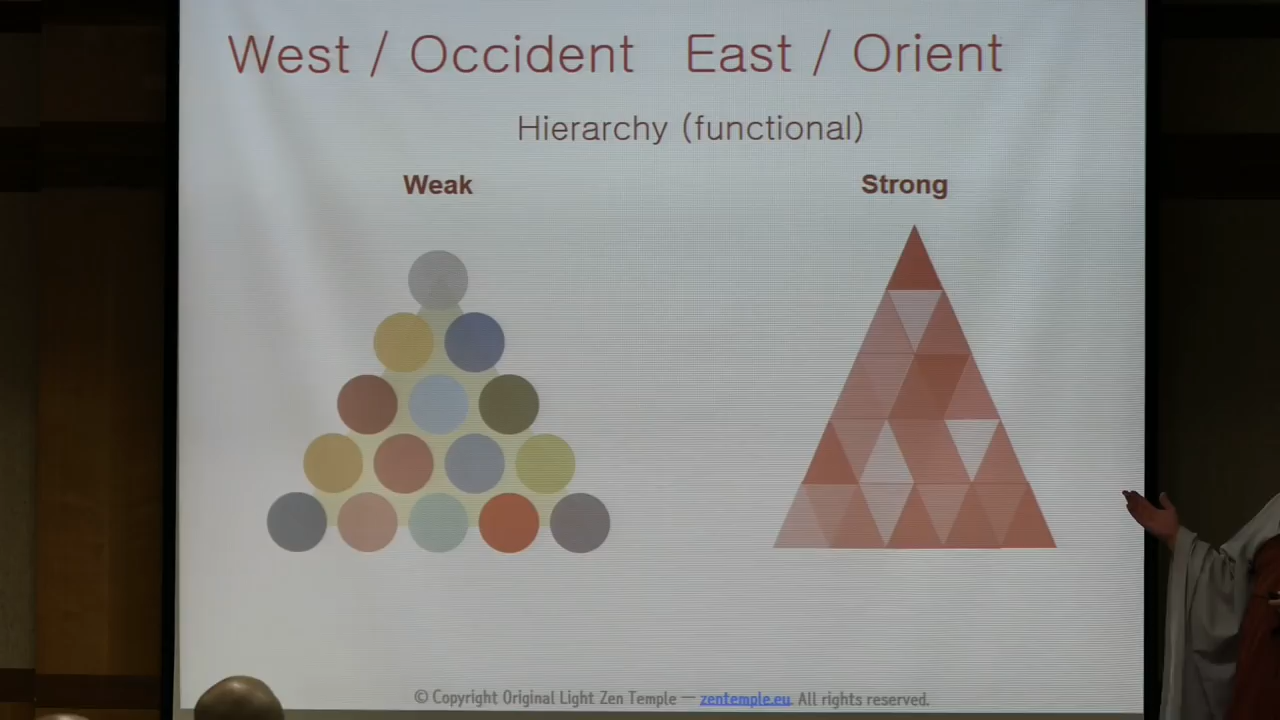 West / Occident East / Orient
Hierarchy (functional)
Weak
Strong
© Copyright Original Light Zen Temple — zentemple.eu. All rights reserved.